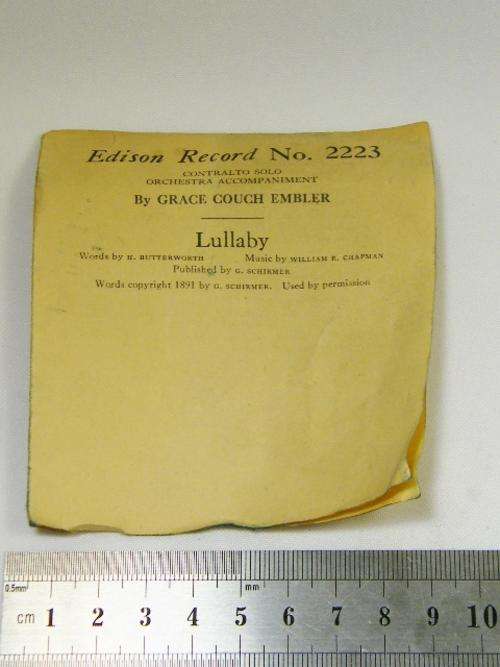 Edison Record No. 2223
CONTRALTO SOLO
ORCHESTRA ACCOMPANIMENT
By GRACE COUCH EMBLER
Lullaby
Words by H. BUTTERWORTH Music by WILLIAM R. CHAPMAN
Published by G. SCHIRMER
Words copyright 1891 by G. SCHIRMER. Used by permission
0.5mm mm
cm 1 2 3 4 5 6 7 8 9 10